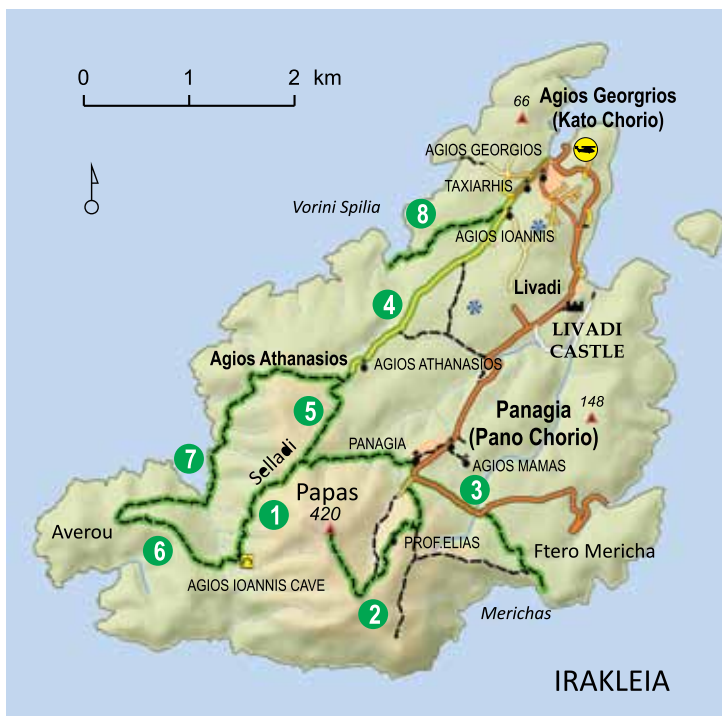 0 1 2 km
66
Agios Georgrios
(Kato Chorio)
AGIOS GEORGIOS
TAXIARHIS
Vorini Spilia
8
AGIOS IOANNIS
Livadi
4
LIVADI
CASTLE
Agios Athanasios
AGIOS ATHANASIOS
5
148
Panagia
(Pano Chorio)
PANAGIA
7
Selladi
AGIOS MAMAS
3
Papas
420
1
Averou
6
PROF.ELIAS
Ftero Mericha
AGIOS IOANNIS CAVE
2
Merichas
IRAKLEIA